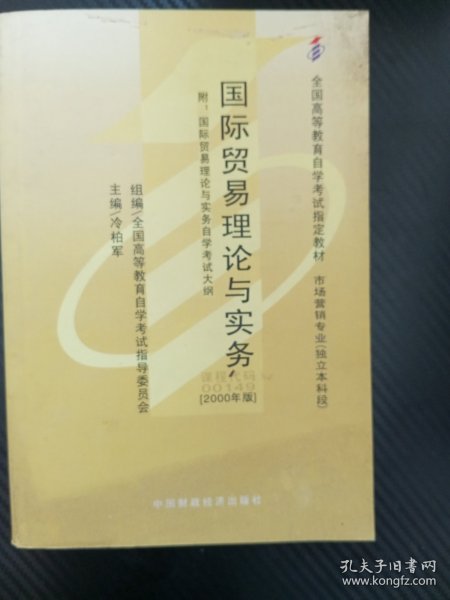 全国高等教育自学考试指定教材 市场营销专业(独立本科段)
国际贸易理论与实务
附：国际贸易理论与实务自学考试大纲
课程代码
00149
[2000年版]
组编/全国高等教育自学考试指导委员会
主编/冷柏军
中国财政经济出版社
孔夫子旧书网
www.kongfz.com